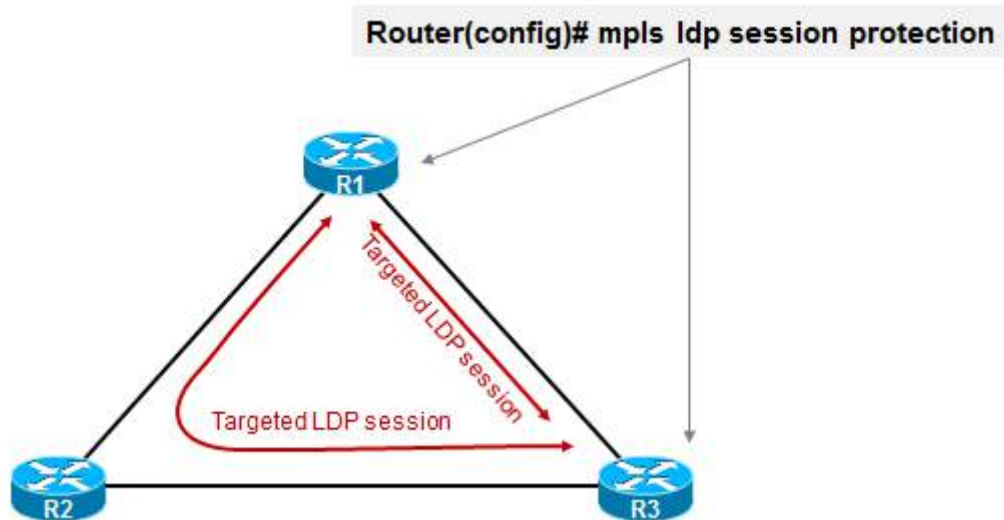 Router(config)# mpls ldp session protection
R1
Targeted LDP session
Targeted LDP session
R2
R3